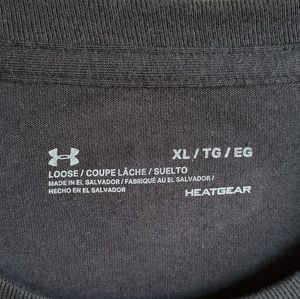 XL / TG / EG
LOOSE / COUPE LÂCHE / SUELTO
MADE IN EL SALVADOR / FABRIQUÉ AU EL SALVADOR /
HECHO EN EL SALVADOR
HEATGEAR